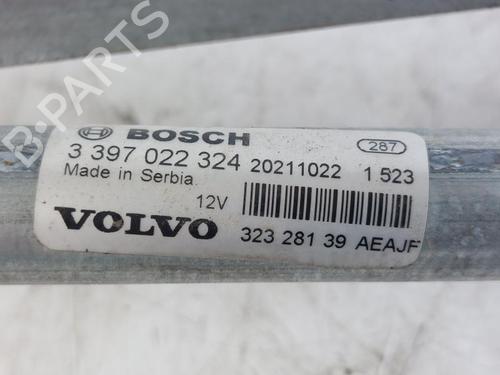 BOSCH 287
3 397 022 324 20211022 1 523
Made in Serbia
12V
VOLVO 323 281 39 AEAJF
B-PARTS